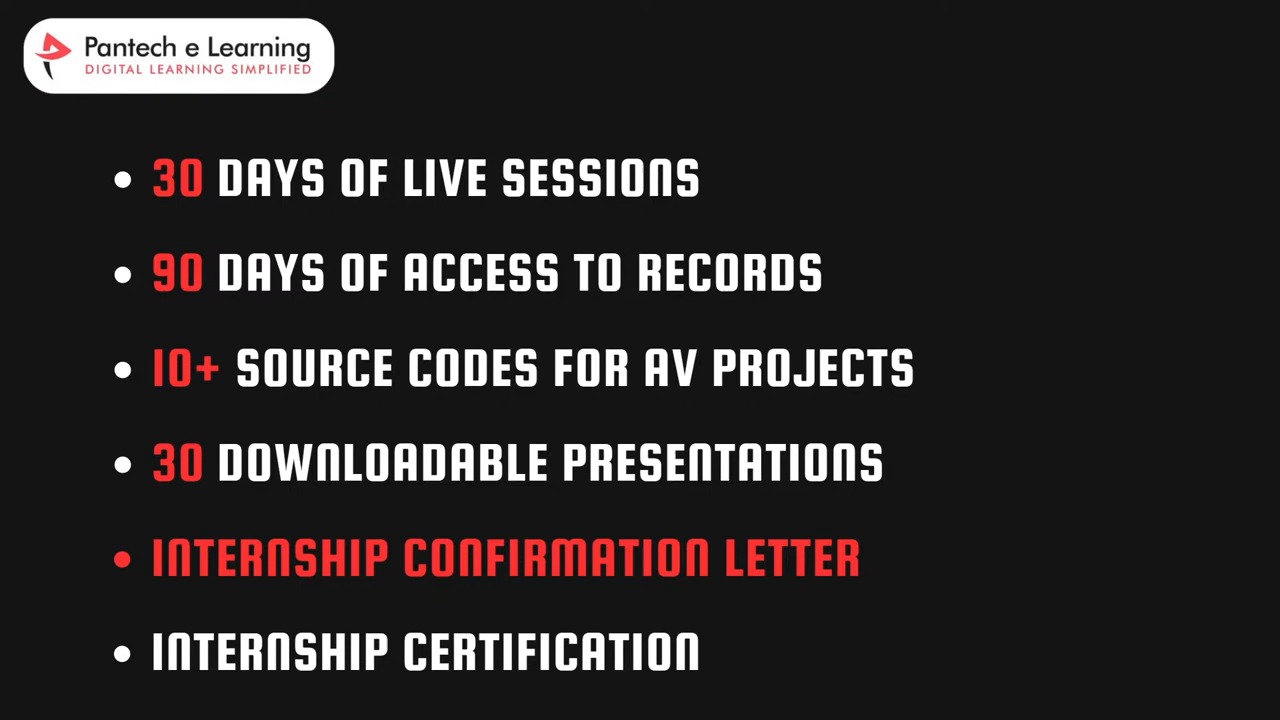 Pantech e Learning
DIGITAL LEARNING SIMPLIFIED
• 30 DAYS OF LIVE SESSIONS
• 90 DAYS OF ACCESS TO RECORDS
• 10+ SOURCE CODES FOR AV PROJECTS
• 30 DOWNLOADABLE PRESENTATIONS
• INTERNSHIP CONFIRMATION LETTER
• INTERNSHIP CERTIFICATION